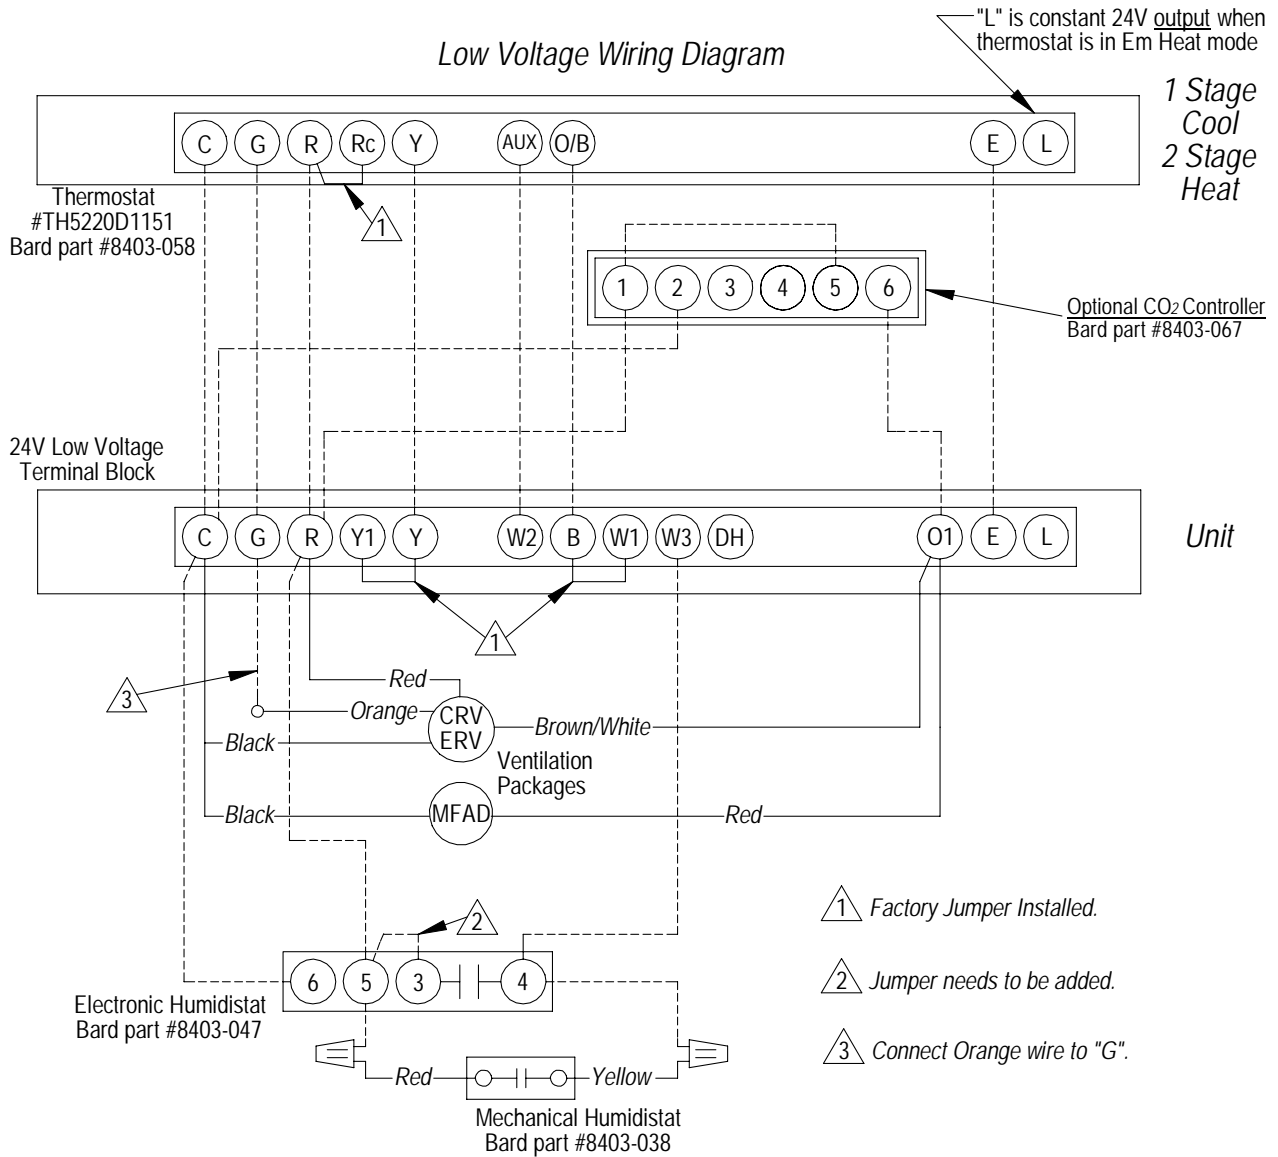 "L" is constant 24V output when
thermostat is in Em Heat mode
Low Voltage Wiring Diagram
1 Stage
Cool
2 Stage
Heat
C G R Rc Y AUX O/B E L
Thermostat
#TH5220D1151
Bard part #8403-058
1
1 2 3 4 5 6
Optional CO2 Controller
Bard part #8403-067
24V Low Voltage
Terminal Block
C G R Y1 Y W2 B W1 W3 DH O1 E L
Unit
1
3
Red
Orange
CRV
ERV
Brown/White
Black
Ventilation
Packages
Black
MFAD
Red
2
1 Factory Jumper Installed.
6 5 3 4
2 Jumper needs to be added.
Electronic Humidistat
Bard part #8403-047
3 Connect Orange wire to "G".
Red
Yellow
Mechanical Humidistat
Bard part #8403-038